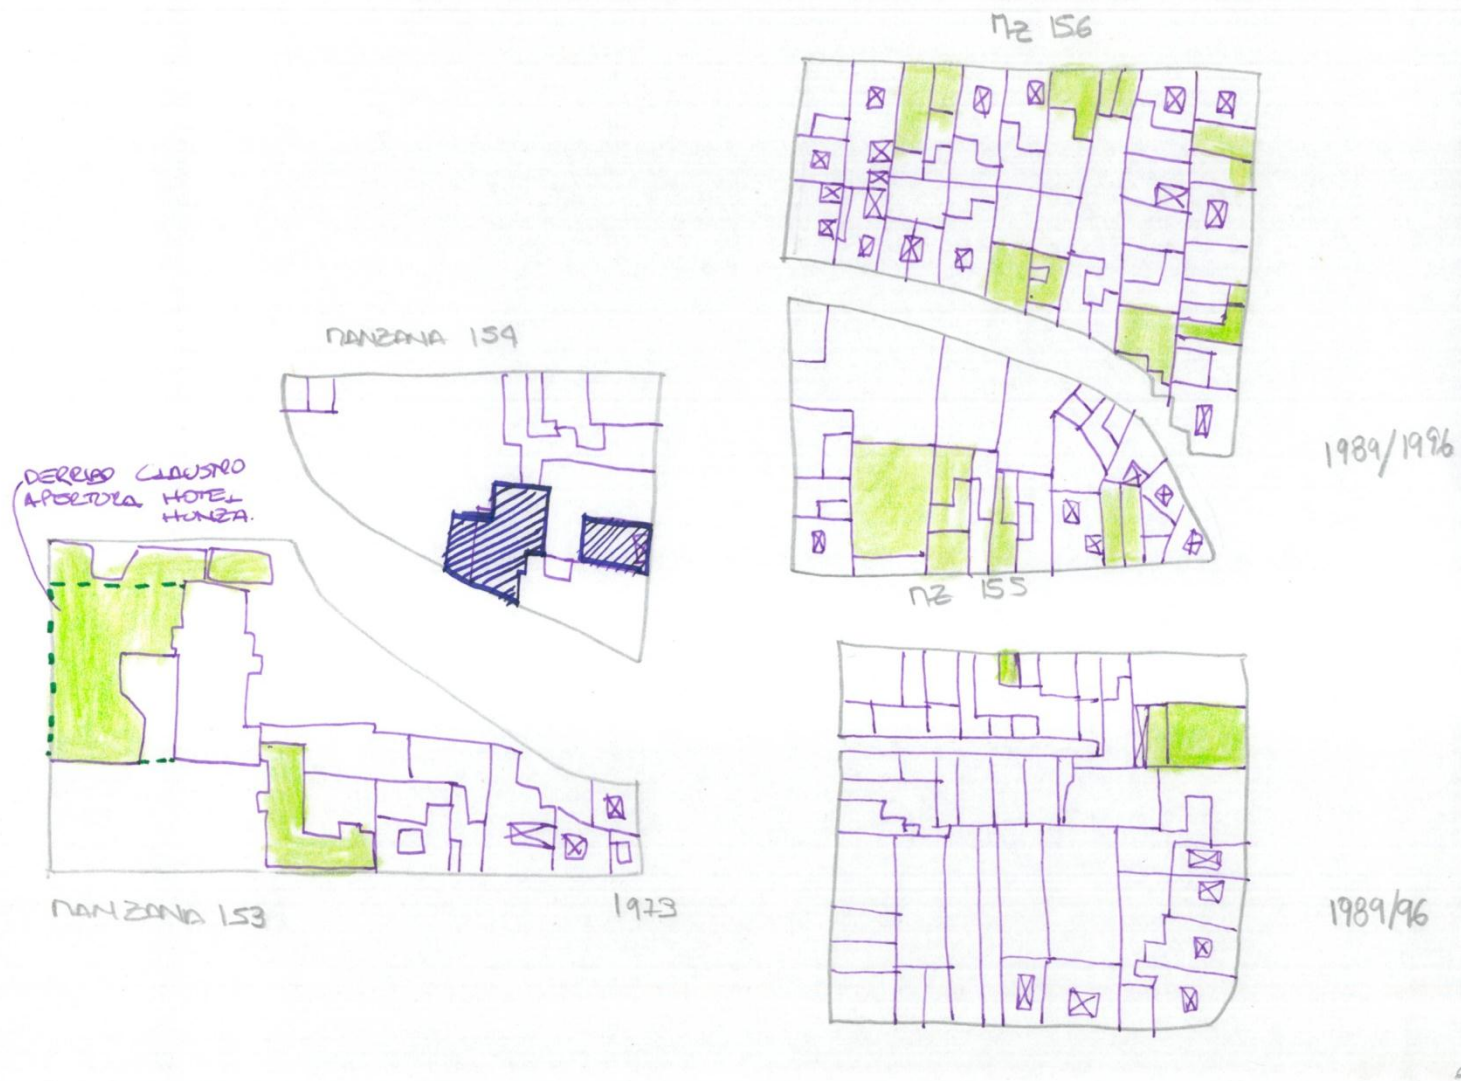 MZ 156
MANZANA 154
DERRIBO CLAUSTRO
APERTURA HOTEL
HUNZA.
1989/1996
MZ 155
MANZANA 153
1973
1989/96